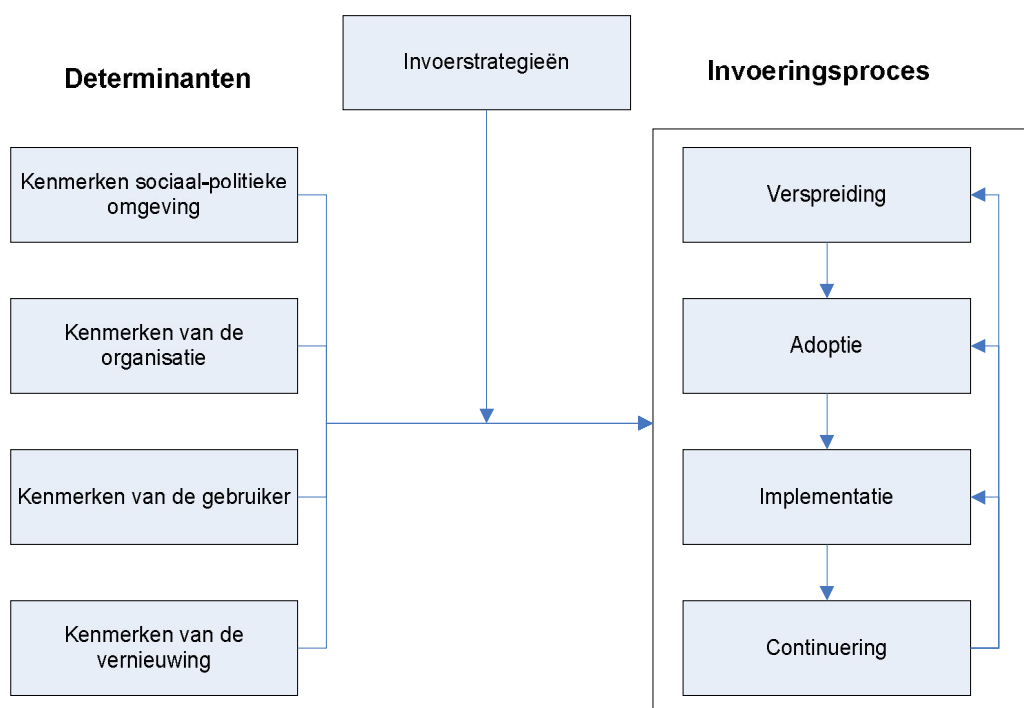 Determinanten
Invoerstrategieën
Invoeringsproces
Kenmerken sociaal-politieke
omgeving
Kenmerken van de
organisatie
Kenmerken van de gebruiker
Kenmerken van de
vernieuwing
Verspreiding
Adoptie
Implementatie
Continuering